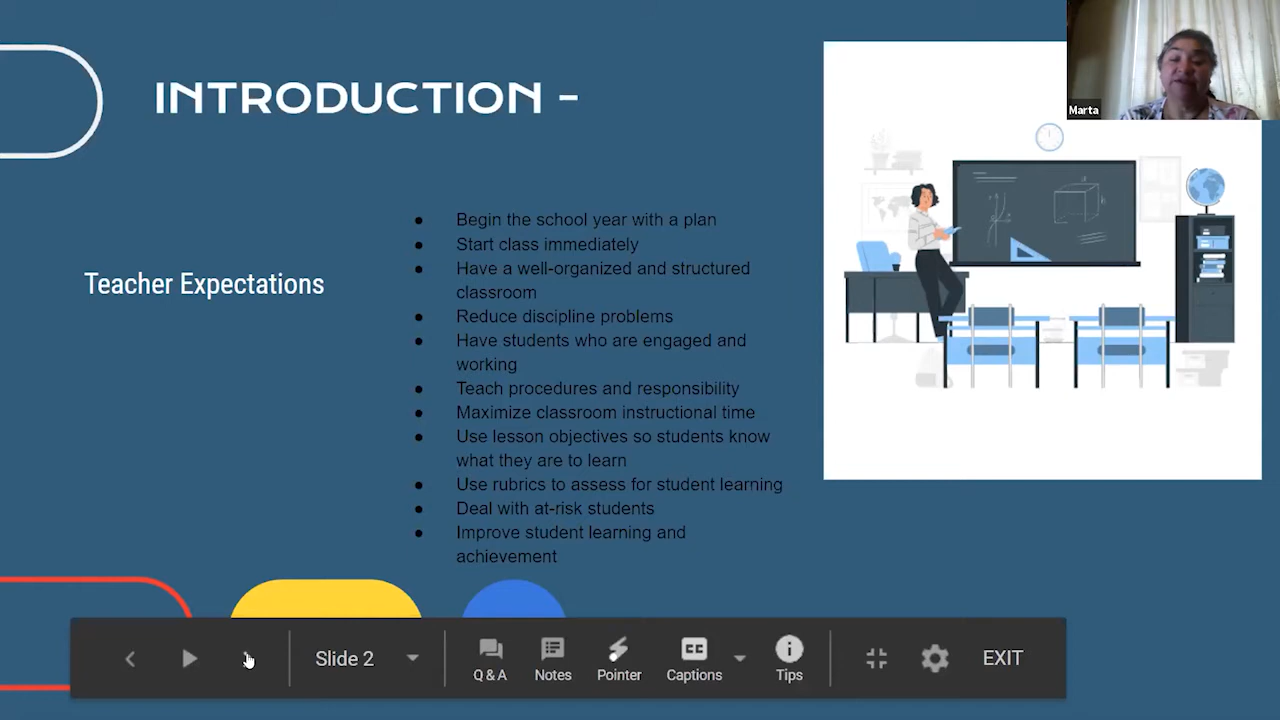 INTRODUCTION -
Marta
Teacher Expectations
● Begin the school year with a plan
● Start class immediately
● Have a well-organized and structured
classroom
● Reduce discipline problems
● Have students who are engaged and
working
● Teach procedures and responsibility
● Maximize classroom instructional time
● Use lesson objectives so students know
what they are to learn
● Use rubrics to assess for student learning
● Deal with at-risk students
● Improve student learning and
achievement
Slide 2
Q & A
Notes
Pointer
CC
Captions
Tips
EXIT